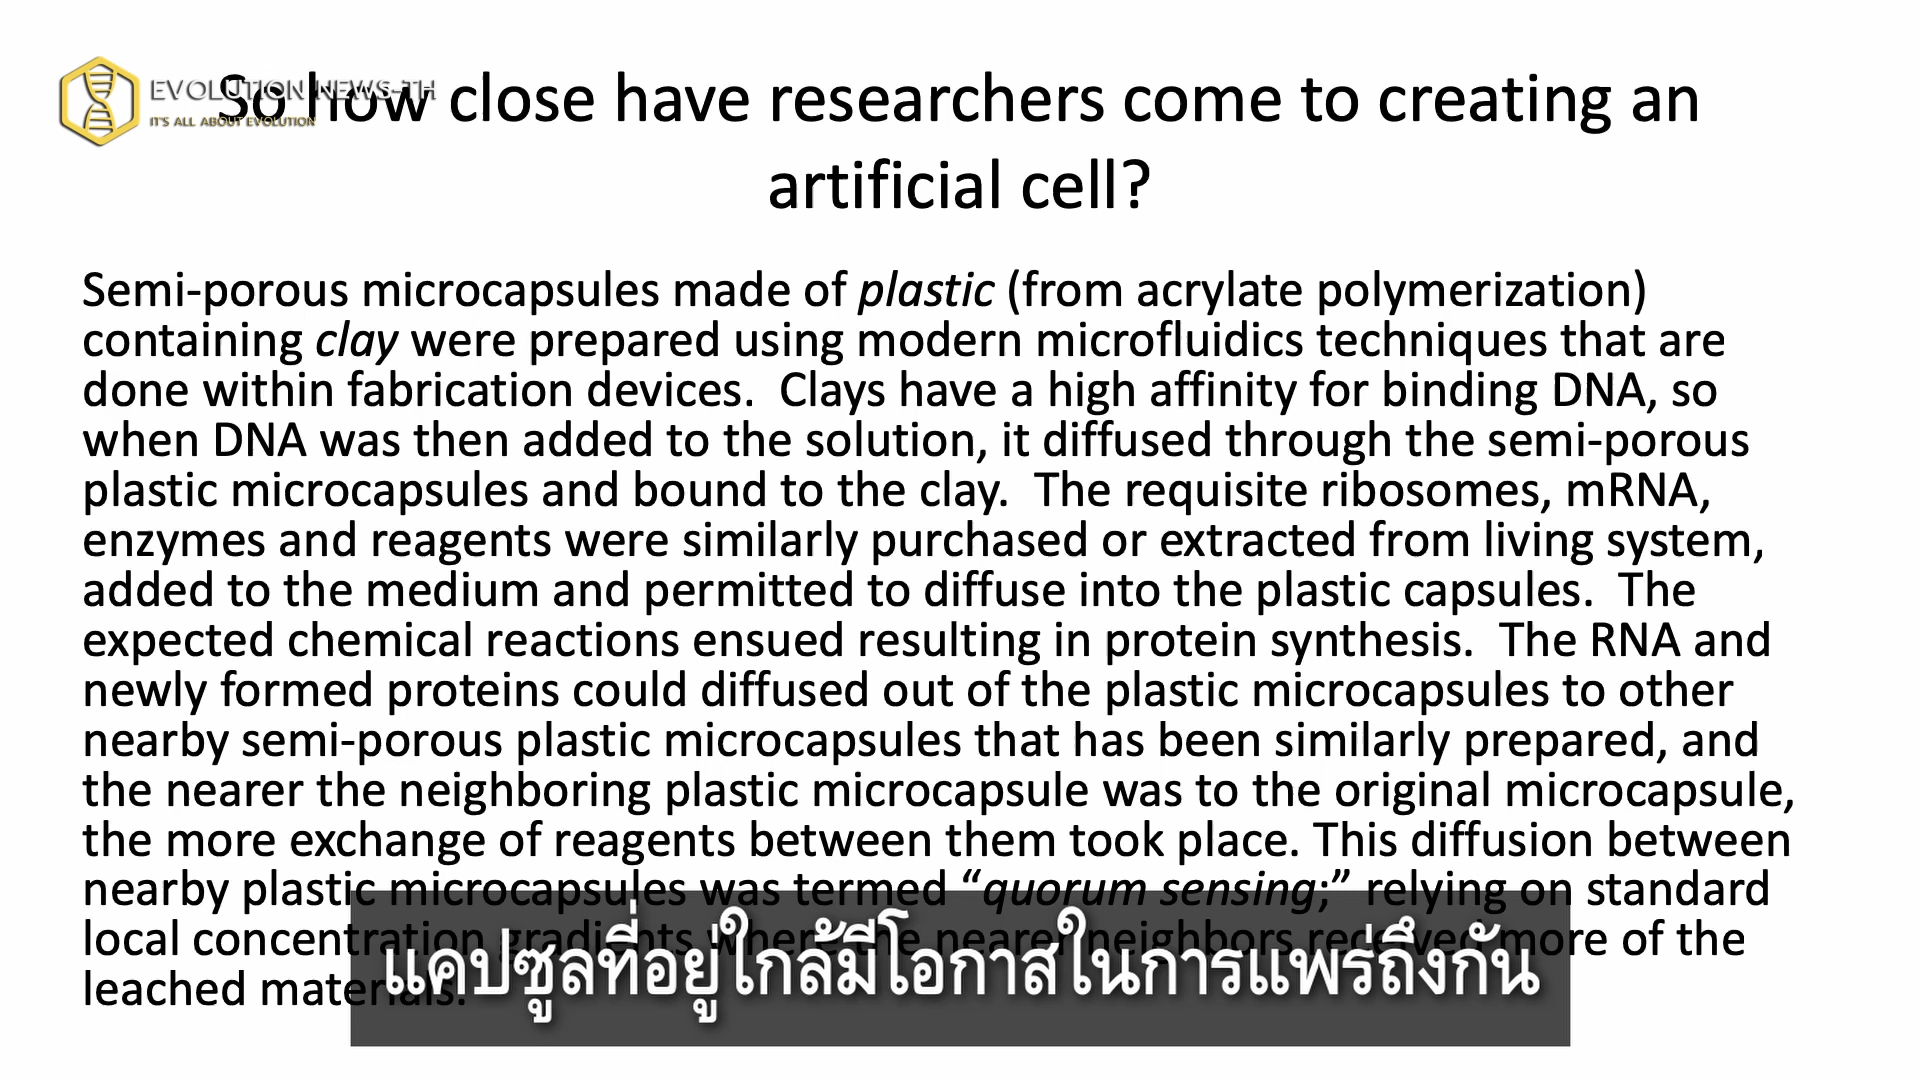 EVOLUTION NEWS-TH
IT'S ALL ABOUT EVOLUTION
So how close have researchers come to creating an
artificial cell?
Semi-porous microcapsules made of plastic (from acrylate polymerization)
containing clay were prepared using modern microfluidics techniques that are
done within fabrication devices.  Clays have a high affinity for binding DNA, so
when DNA was then added to the solution, it diffused through the semi-porous
plastic microcapsules and bound to the clay.  The requisite ribosomes, mRNA,
enzymes and reagents were similarly purchased or extracted from living system,
added to the medium and permitted to diffuse into the plastic capsules.  The
expected chemical reactions ensued resulting in protein synthesis.  The RNA and
newly formed proteins could diffused out of the plastic microcapsules to other
nearby semi-porous plastic microcapsules that has been similarly prepared, and
the nearer the neighboring plastic microcapsule was to the original microcapsule,
the more exchange of reagents between them took place. This diffusion between
nearby plastic microcapsules was termed “quorum sensing;” relying on standard
local concentration gradients where the nearer neighbors received more of the
leached materials.
แคปซูลที่อยู่ใกล้มีโอกาสในการแพร่ถึงกัน